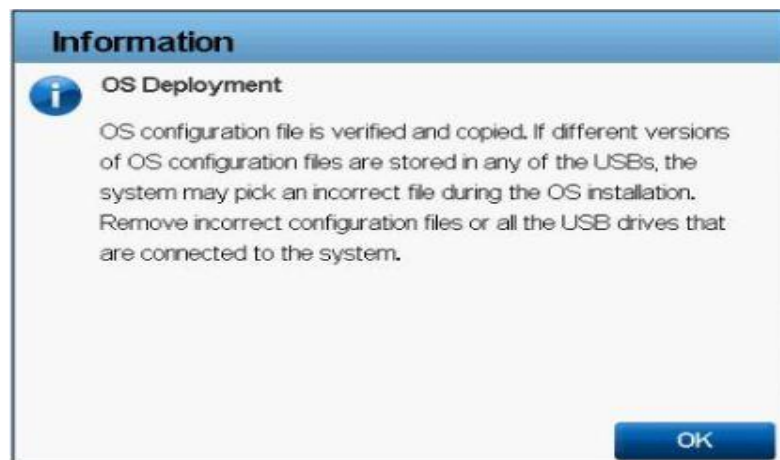 Information
OS Deployment
OS configuration file is verified and copied. If different versions
of OS configuration files are stored in any of the USBs, the
system may pick an incorrect file during the OS installation.
Remove incorrect configuration files or all the USB drives that
are connected to the system.
OK